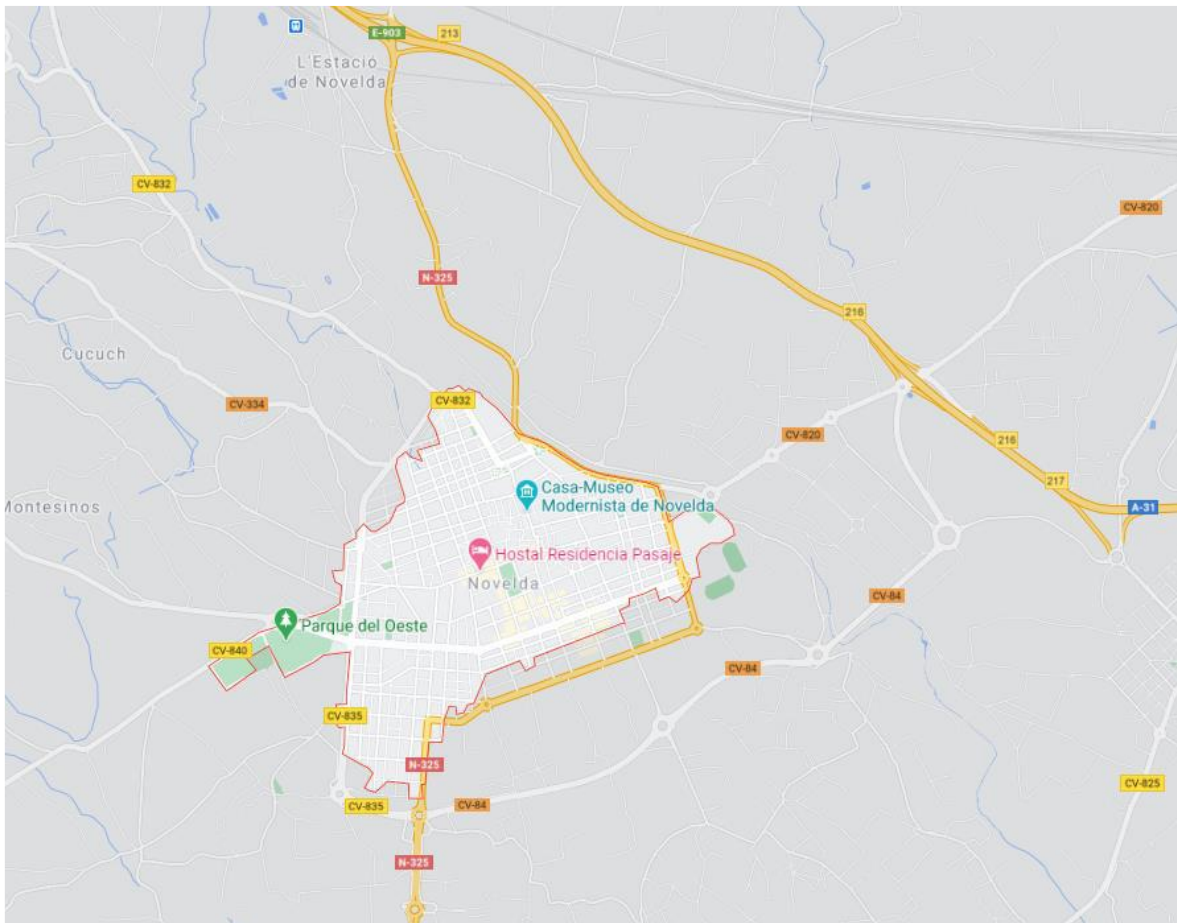 E-903
213
L'Estació
de Novelda
CV-832
CV-820
N-325
216
Cucuch
CV-832
CV-334
CV-820
216
217
Casa-Museo
Modernista de Novelda
Montesinos
A-31
Hostal Residencia Pasaje
Novelda
CV-84
Parque del Oeste
CV-840
CV-84
CV-835
N-325
CV-825
CV-835
CV-84
N-325